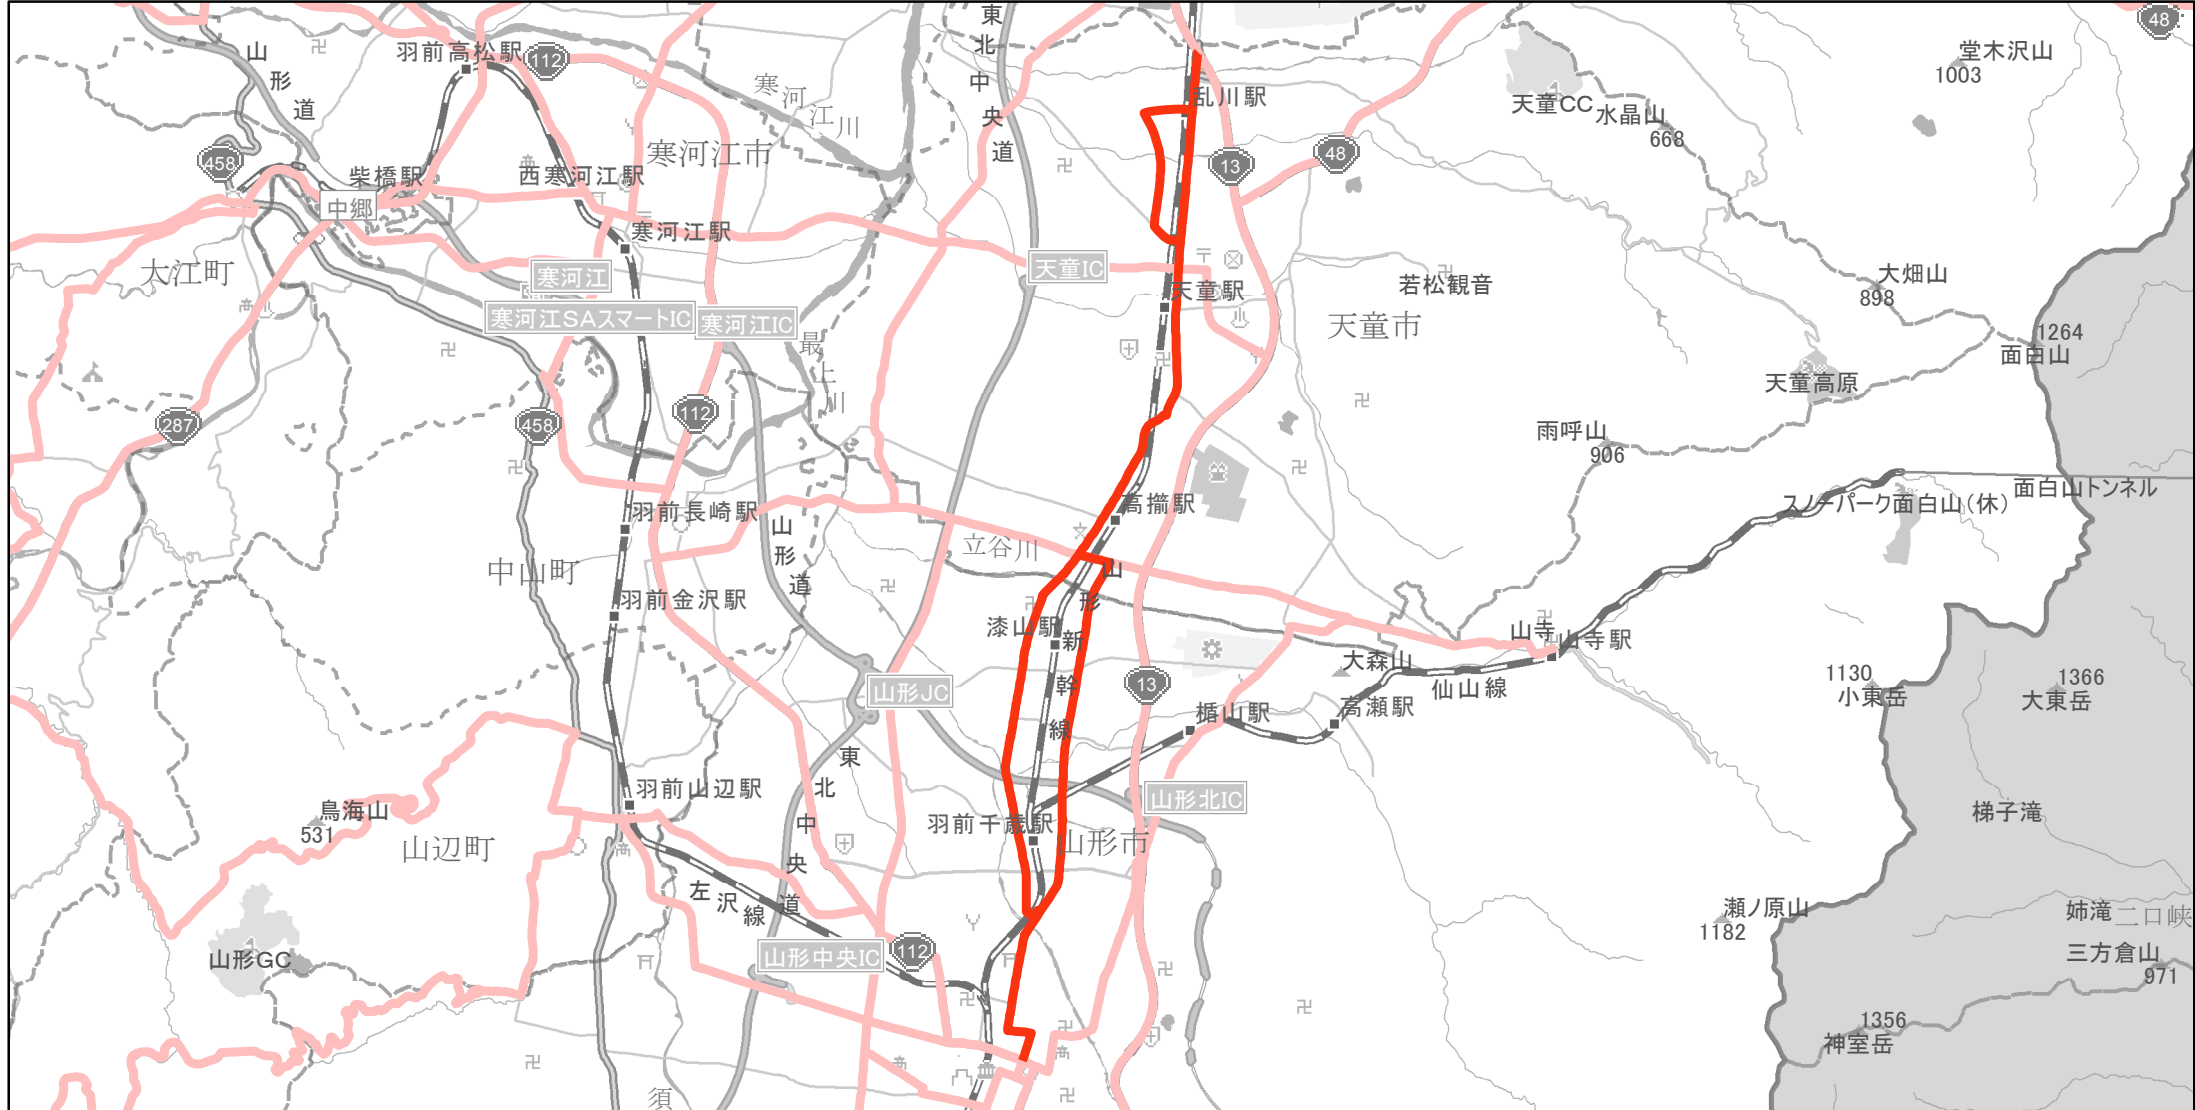 48
堂木沢山
1003
東北中央道
山形道
羽前高松駅
112
寒河江川
乱川駅
天童CC
水晶山
668
458
柴橋駅
中郷
西寒河江駅
寒河江市
13
48
寒河江駅
大江町
寒河江
天童IC
若松観音
大畑山
898
寒河江SAスマートIC
寒河江IC
天童駅
天童市
最上川
1264
面白山
天童高原
287
458
112
雨呼山
906
羽前長崎駅
山形道
高擶駅
スノーパーク面白山(休)
面白山トンネル
立谷川
中山町
羽前金沢駅
山形新幹線
漆山駅
山寺
山寺駅
大森山
仙山線
高瀬駅
楯山駅
13
山形JC
1130
小東岳
1366
大東岳
東北中央道
羽前山辺駅
鳥海山
531
山辺町
山形北IC
羽前千歳駅
山形市
梯子滝
左沢線
瀬ノ原山
1182
姉滝
二口峡
三方倉山
971
山形GC
山形中央IC
112
1356
神室岳
須